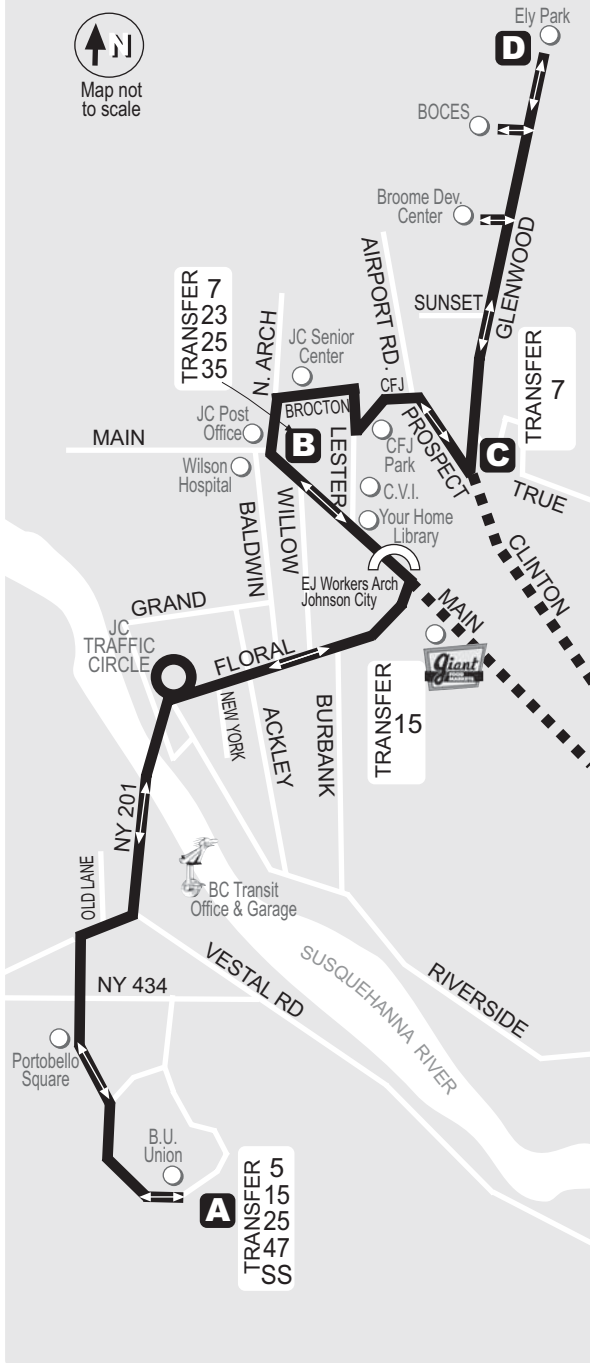 N
Map not
to scale
Ely Park
D
BOCES
Broome Dev.
Center
AIRPORT RD.
SUNSET
GLENWOOD
TRANSFER
7
23
25
35
N. ARCH
JC Senior
Center
TRANSFER
7
CFJ
BROCTON
PROSPECT
JC Post
Office
B
LESTER
CFJ
Park
C
MAIN
Wilson
Hospital
C.V.I.
TRUE
BALDWIN
WILLOW
Your Home
Library
CLINTON
EJ Workers Arch
Johnson City
MAIN
GRAND
JC
TRAFFIC
CIRCLE
FLORAL
Giant
FOOD
MARKETS
NEW YORK
ACKLEY
BURBANK
TRANSFER
15
NY 201
OLD LANE
BC Transit
Office & Garage
VESTAL RD
SUSQUEHANNA RIVER
RIVERSIDE
NY 434
Portobello
Square
B.U.
Union
A
TRANSFER
5
15
25
47
SS